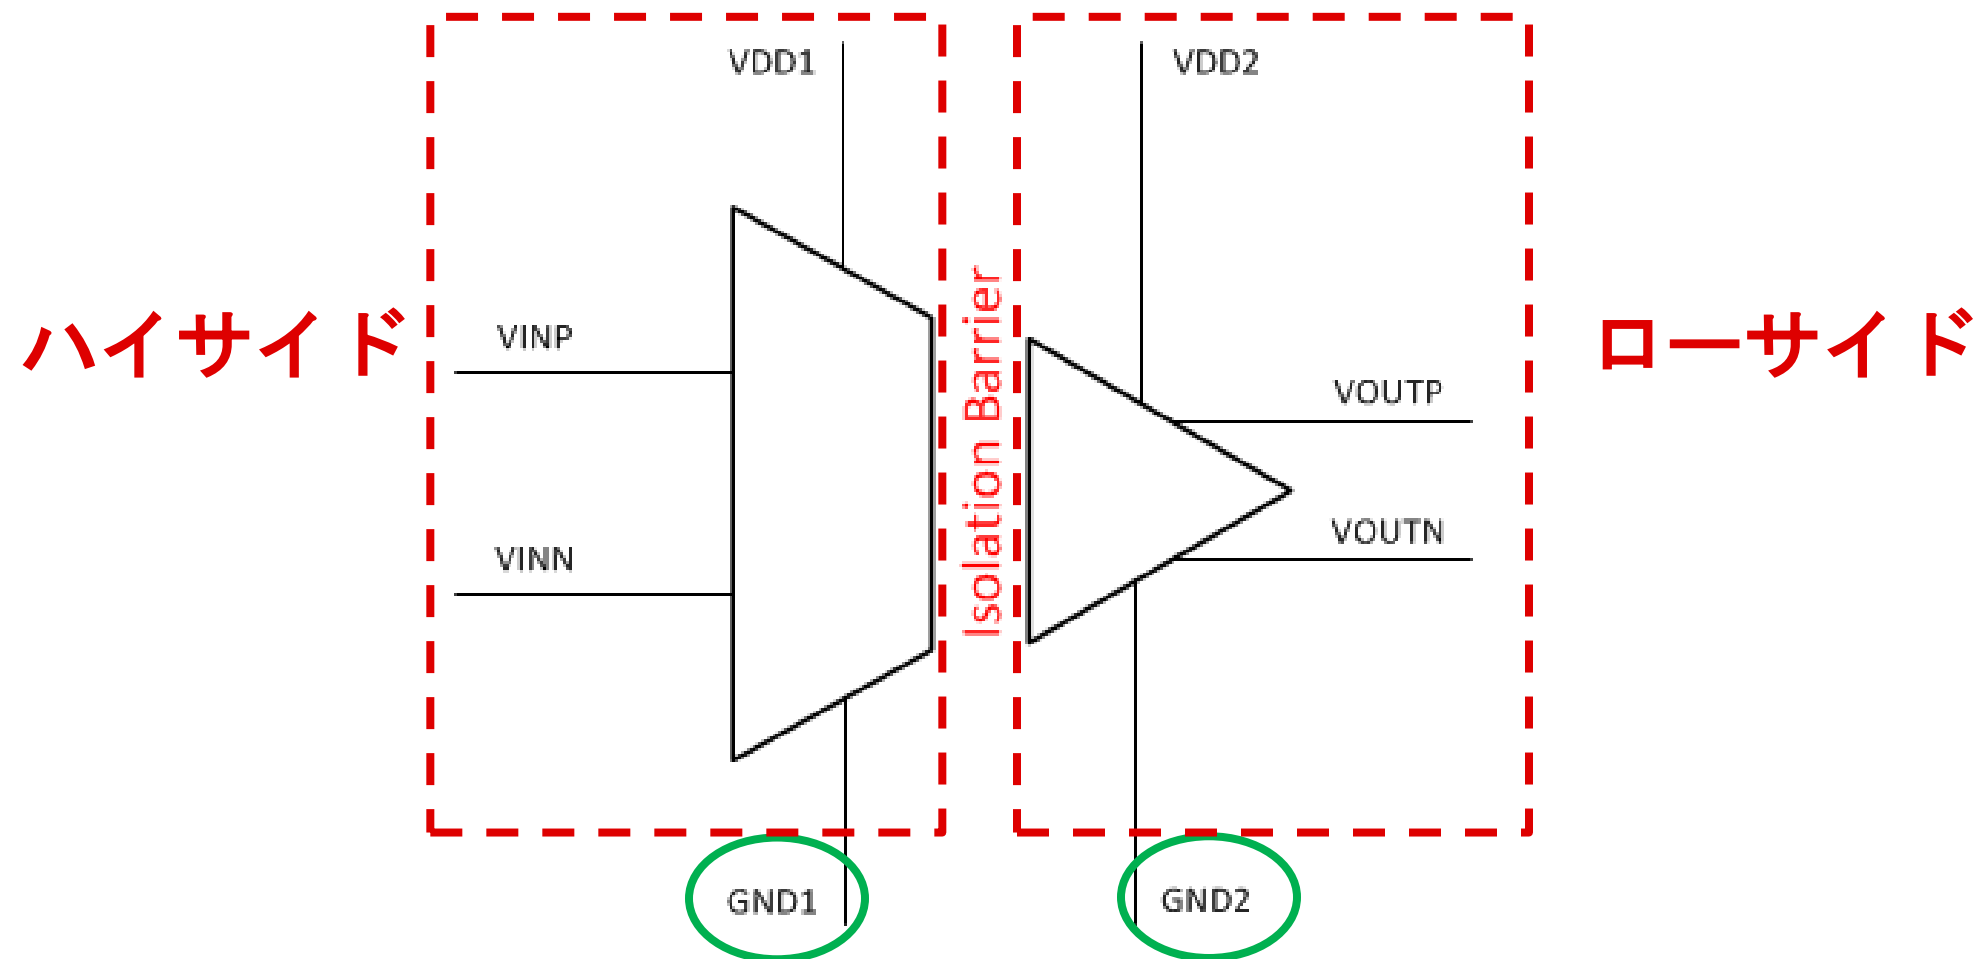 VDD1
VDD2
ハイサイド
VINP
VINN
Isolation Barrier
VOUTP
VOUTN
ローサイド
GND1
GND2